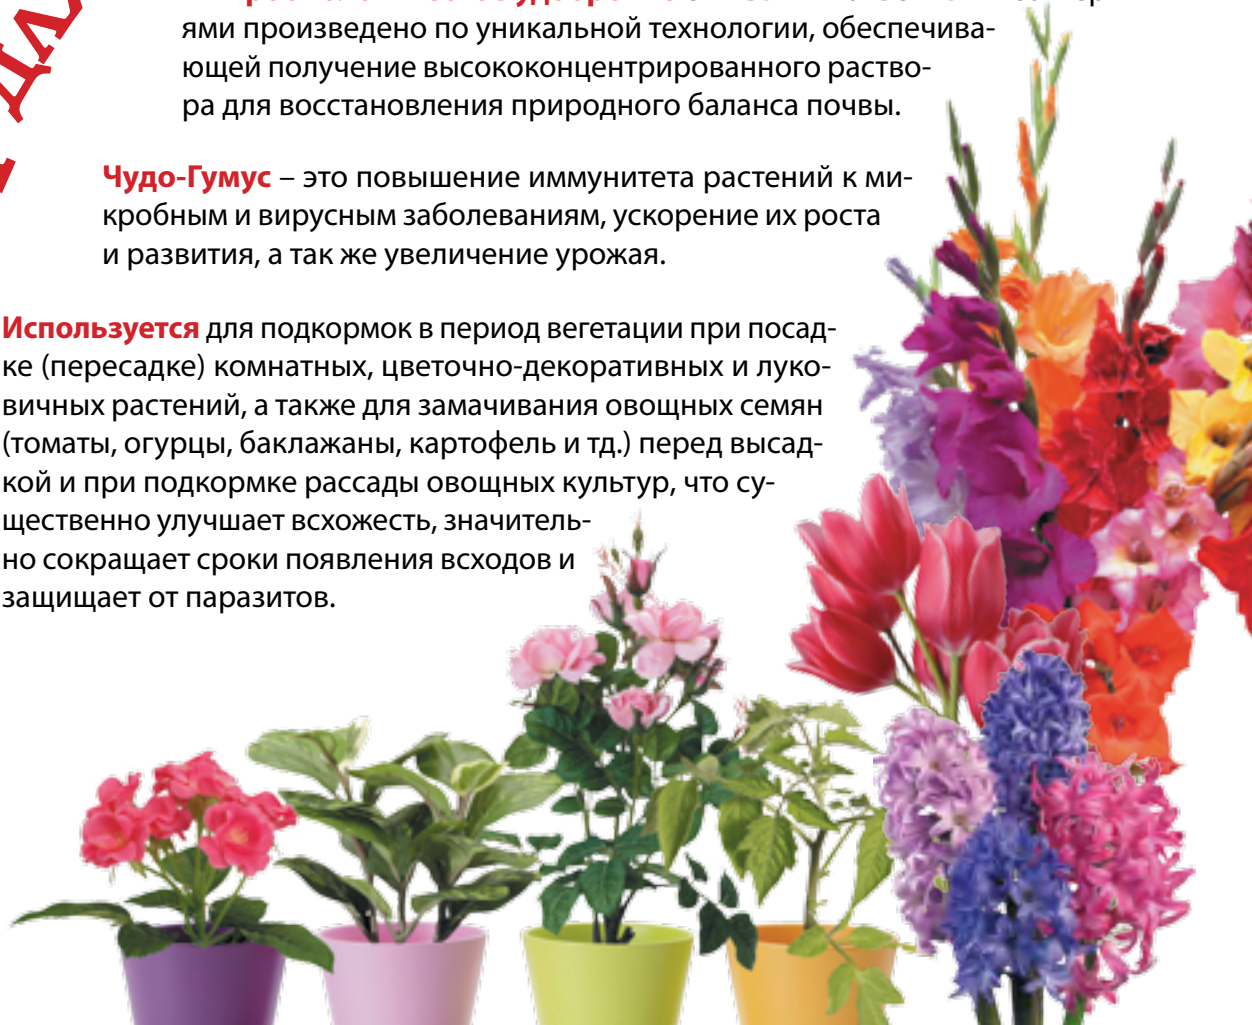 ями произведено по уникальной технологии, обеспечива-
ющей получение высококонцентрированного раство-
ра для восстановления природного баланса почвы.
Чудо-Гумус – это повышение иммунитета растений к ми-
кробным и вирусным заболеваниям, ускорение их роста
и развития, а так же увеличение урожая.
Используется для подкормок в период вегетации при посад-
ке (пересадке) комнатных, цветочно-декоративных и луко-
вичных растений, а также для замачивания овощных семян
(томаты, огурцы, баклажаны, картофель и тд.) перед высад-
кой и при подкормке рассады овощных культур, что су-
щественно улучшает всхожесть, значитель-
но сокращает сроки появления всходов и
защищает от паразитов.